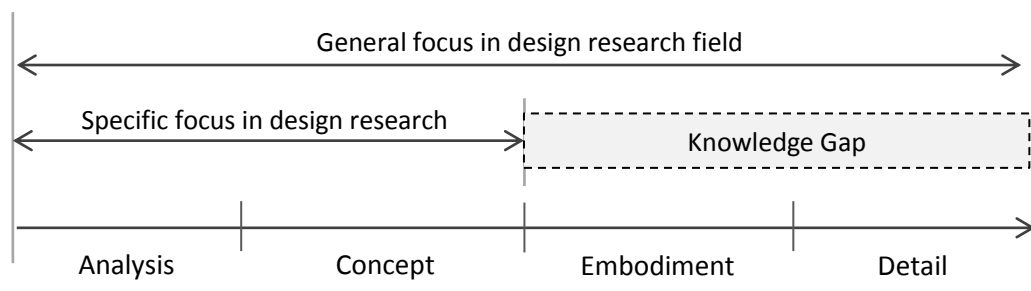 General focus in design research field
Specific focus in design research
Knowledge Gap
Analysis
Concept
Embodiment
Detail